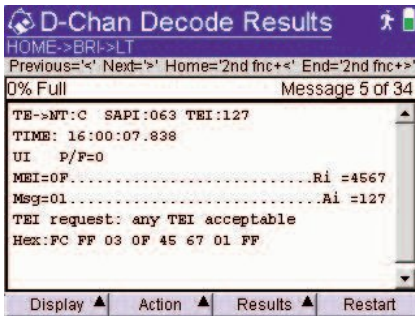 D-Chan Decode Results
HOME->BRI->LT
Previous='<' Next='>' Home='2nd fnc+<' End='2nd fnc+>'
0% Full Message 5 of 34
TE->NT:C SAPI:063 TEI:127
TIME: 16:00:07.838
UI P/F=0
MEI=0F..............................Ri =4567
Msg=01...............................Ai =127
TEI request: any TEI acceptable
Hex:FC FF 03 0F 45 67 01 FF
Display ▲ Action ▲ Results ▲ Restart